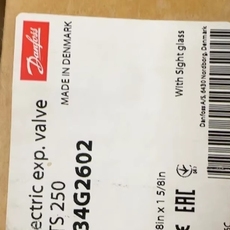 Danfoss
MADE IN DENMARK
ectric exp. valve
TS 250
34G2602
With Sight glass
8in x 1 5/8in
Danfoss A/S, 6430 Nordborg Denmark
EAC